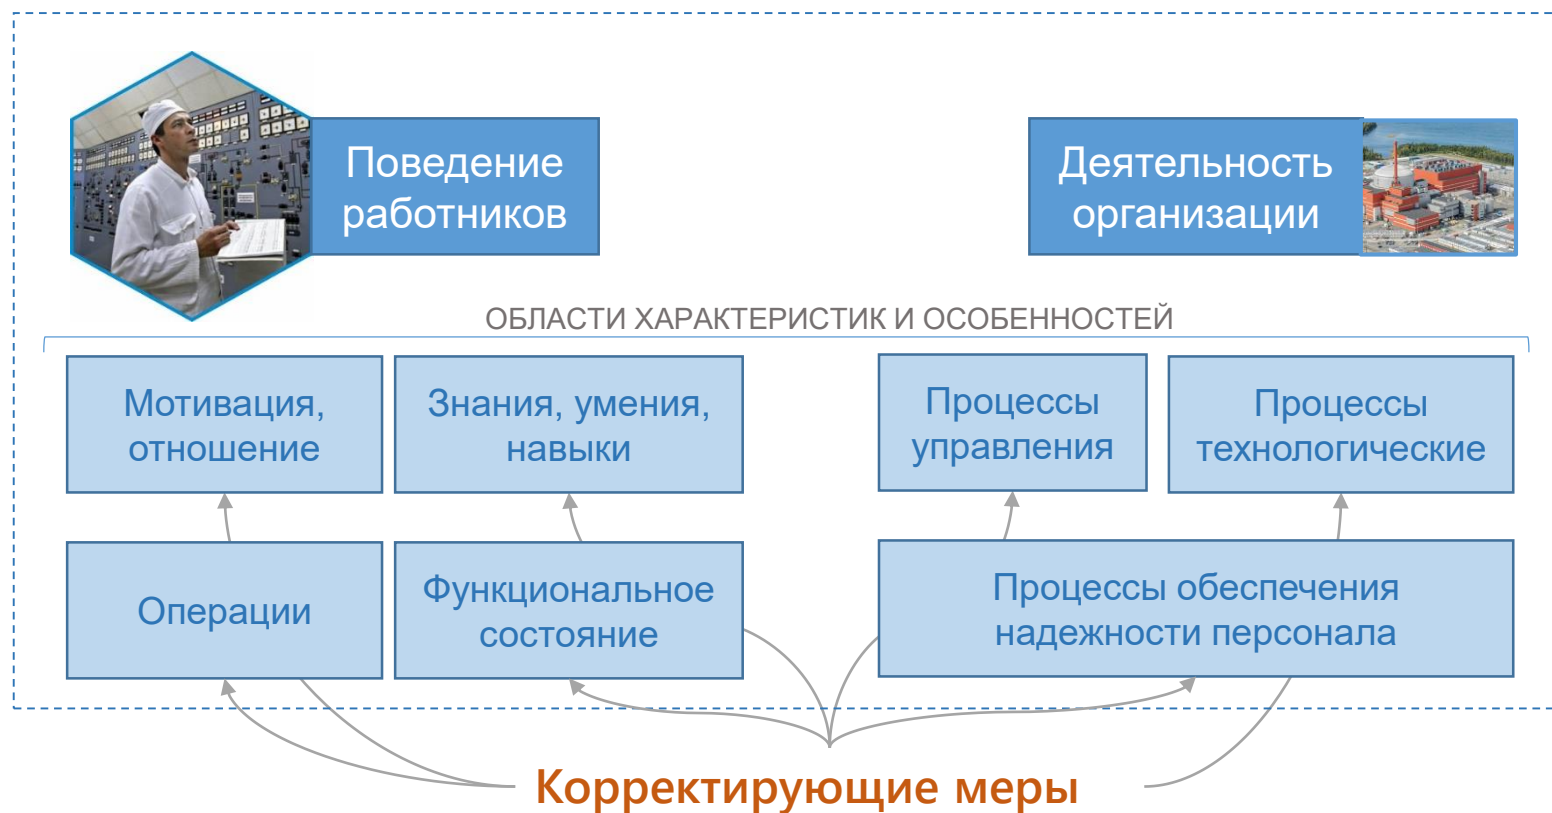 Поведение
работников
Деятельность
организации
ОБЛАСТИ ХАРАКТЕРИСТИК И ОСОБЕННОСТЕЙ
Мотивация,
отношение
Знания, умения,
навыки
Процессы
управления
Процессы
технологические
Операции
Функциональное
состояние
Процессы обеспечения
надежности персонала
Корректирующие меры